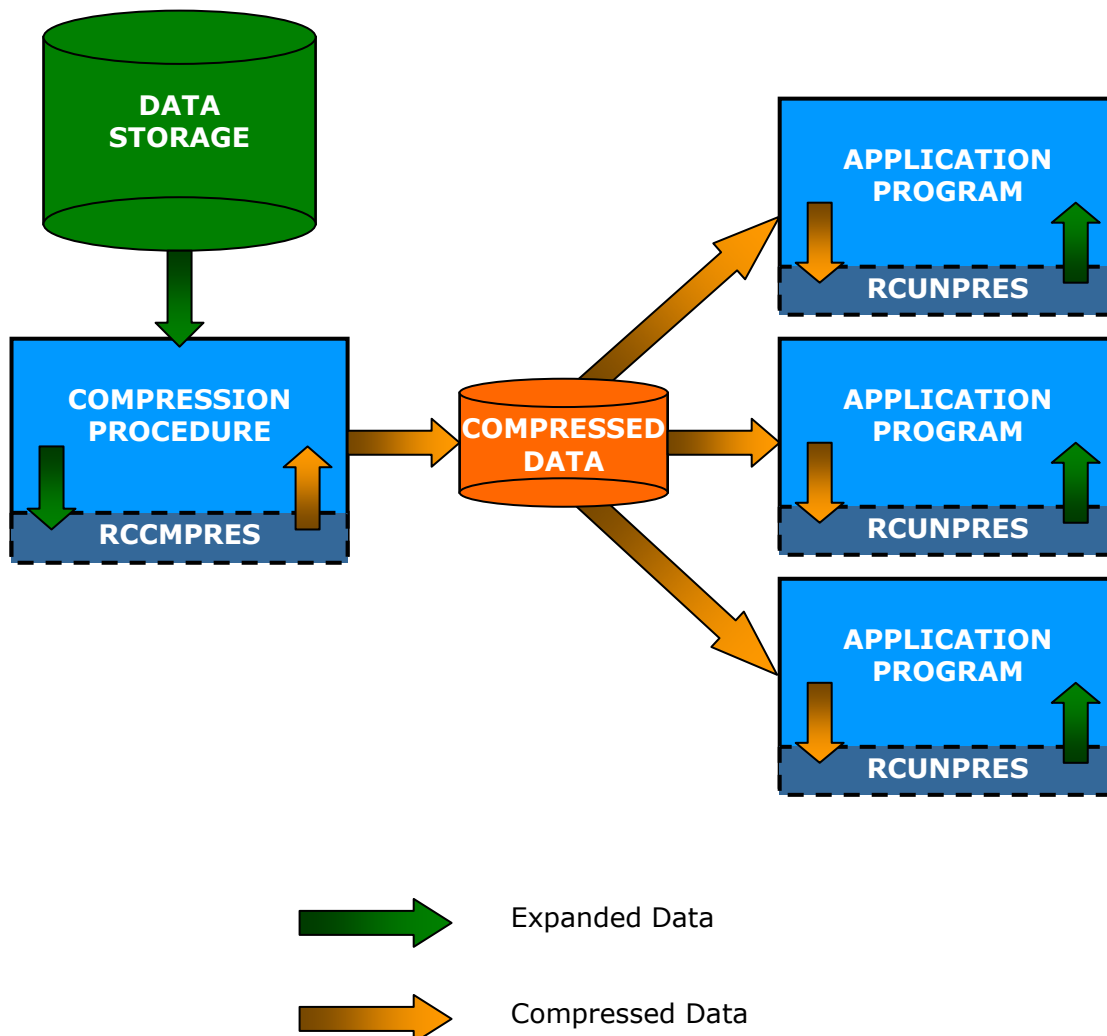 DATA
STORAGE
COMPRESSION
PROCEDURE
RCCMPRES
COMPRESSED
DATA
APPLICATION
PROGRAM
RCUNPRES
APPLICATION
PROGRAM
RCUNPRES
APPLICATION
PROGRAM
RCUNPRES
Expanded Data
Compressed Data